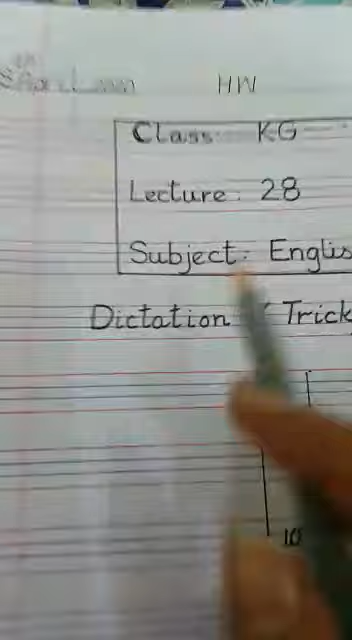 HW
Class: KG
Lecture: 28
Subject: Englis
Dictation Trick
10